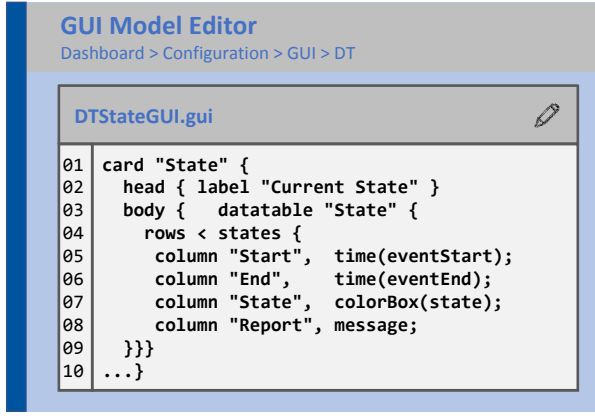 GUI Model Editor
Dashboard > Configuration > GUI > DT
DTStateGUI.gui
01 card "State" {
02   head { label "Current State" }
03   body {   datatable "State" {
04     rows < states {
05      column "Start",  time(eventStart);
06      column "End",    time(eventEnd);
07      column "State",  colorBox(state);
08      column "Report", message;
09   }}}
10 ...}